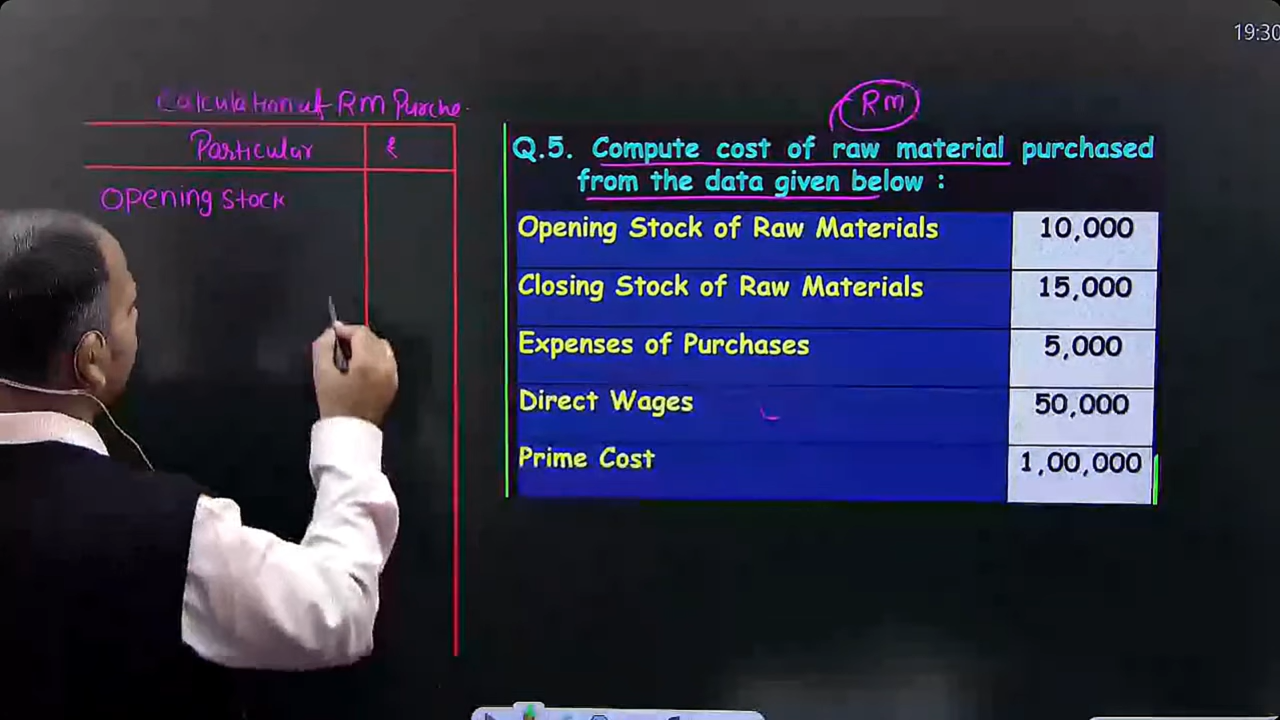 19:30
Calculation of Rm Purche.
Particular ₹
Opening Stock
Rm
Q.5. Compute cost of raw material purchased
from the data given below :
Opening Stock of Raw Materials 10,000
Closing Stock of Raw Materials 15,000
Expenses of Purchases 5,000
Direct Wages 50,000
Prime Cost 1,00,000